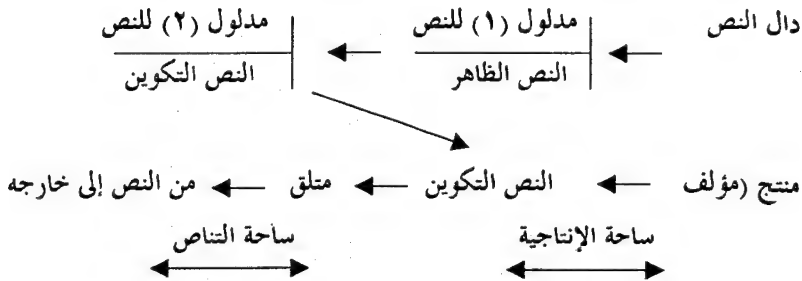 دال النص مدلول (١) للنص مدلول (٢) للنص
النص الظاهر النص التكوين
منتج (مؤلف النص التكوين متلق من النص إلى خارجه
ساحة الإنتاجية ساحة التناص